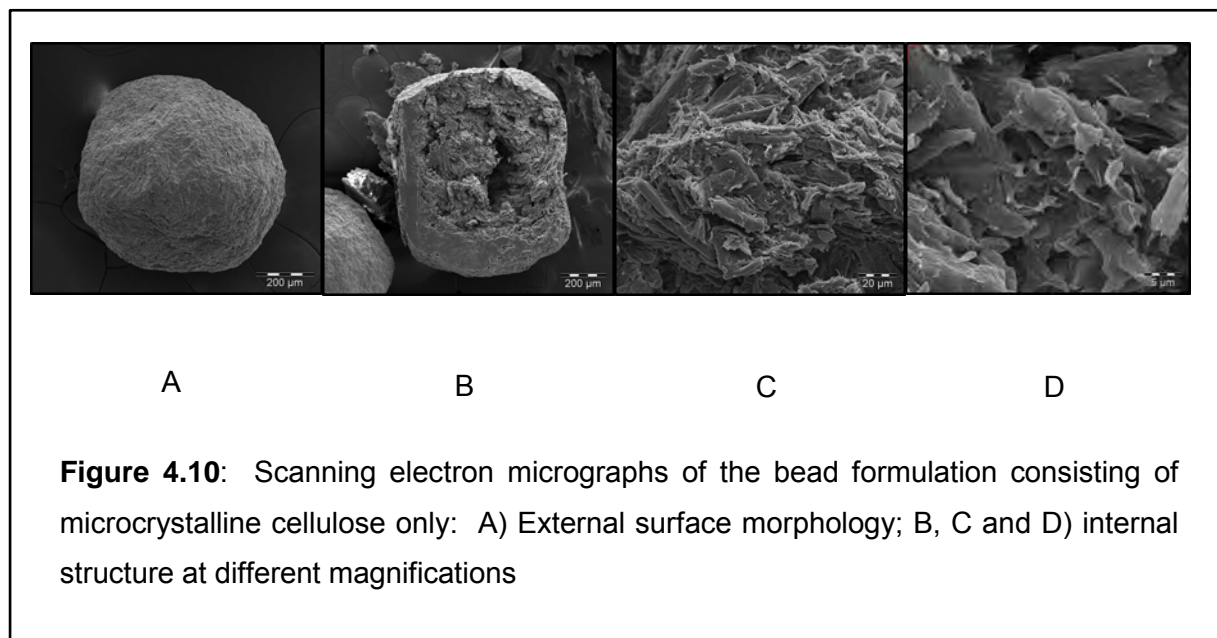 200 µm
200 µm
20 µm
5 µm
A
B
C
D
Figure 4.10: Scanning electron micrographs of the bead formulation consisting of
microcrystalline cellulose only: A) External surface morphology; B, C and D) internal
structure at different magnifications